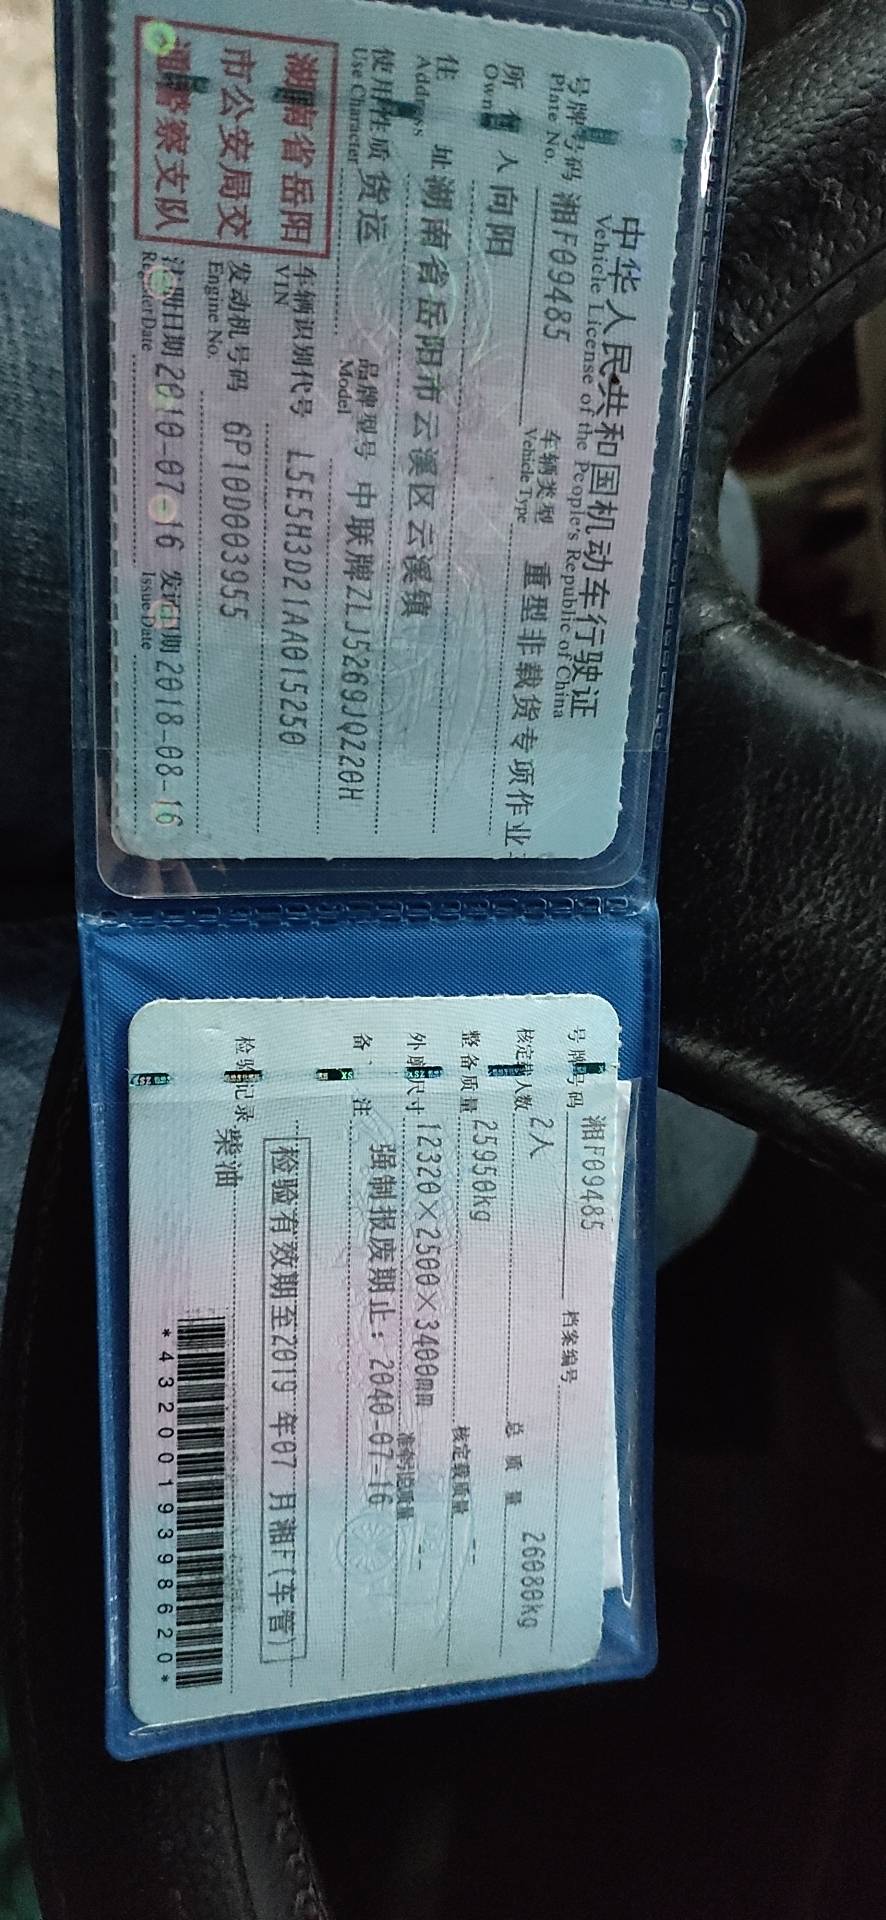 中华人民共和国机动车行驶证
Vehicle License of the People's Republic of China
号牌号码 湘F09485 车辆类型 重型非载货专项作业
Plate No. Vehicle Type
所 人 向阳
Owner
住 址 湖南省岳阳市云溪区云溪镇
Address
使用性质 货运 品牌型号 中联牌ZLJ5269JQZ20H
Use Character Model
湖南省岳阳
市公安局交
通警察支队
车辆识别代号 L5E5H3D21AA015250
VIN
发动机号码 6P10D003955
Engine No.
注册日期 2010-07-16 发证日期 2018-08-16
Register Date Issue Date
号牌号码 湘F09485 档案编号
核定载人数 2人 总质量 26080kg
整备质量 25950kg 核定载质量 --
外廓尺寸 12320×2500×3400mm 准牵引总质量 --
备 注 强制报废期止：2040-07-16
检验有效期至2019 年07 月湘F(车管)
检验记录
柴油
*4320019398620*